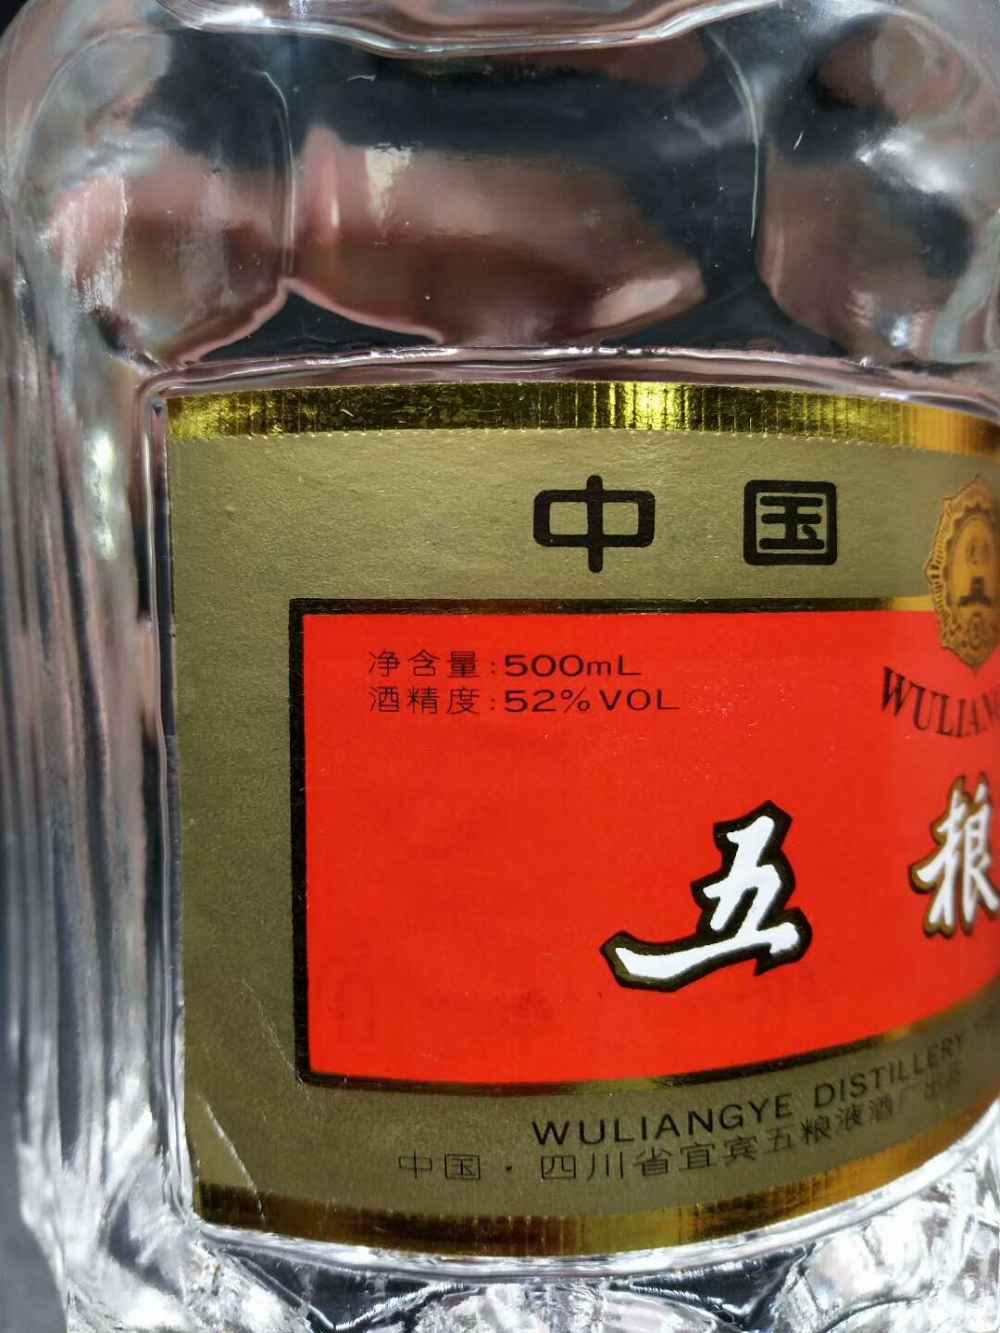 中国
净含量:500mL
酒精度:52%VOL
五粮
WULIANGYE DISTILLERY
中国·四川省宜宾五粮液酒厂出品